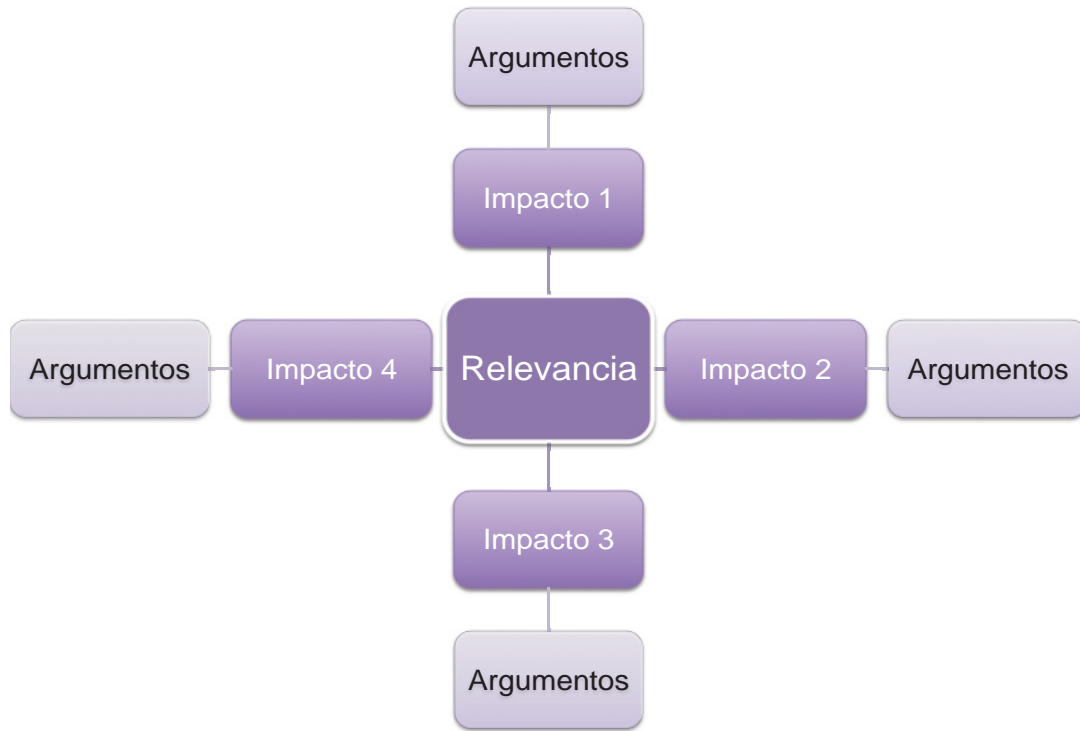 Argumentos
Impacto 1
Argumentos
Impacto 4
Relevancia
Impacto 2
Argumentos
Impacto 3
Argumentos